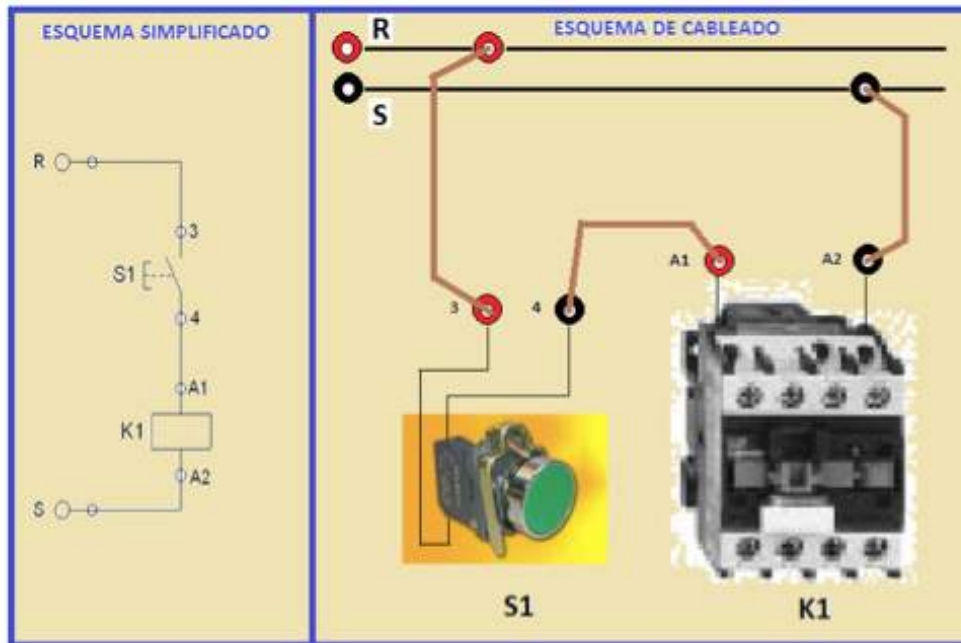 ESQUEMA SIMPLIFICADO
R
3
S1
4
A1
K1
A2
S
ESQUEMA DE CABLEADO
R
S
A1
A2
3
4
S1
K1